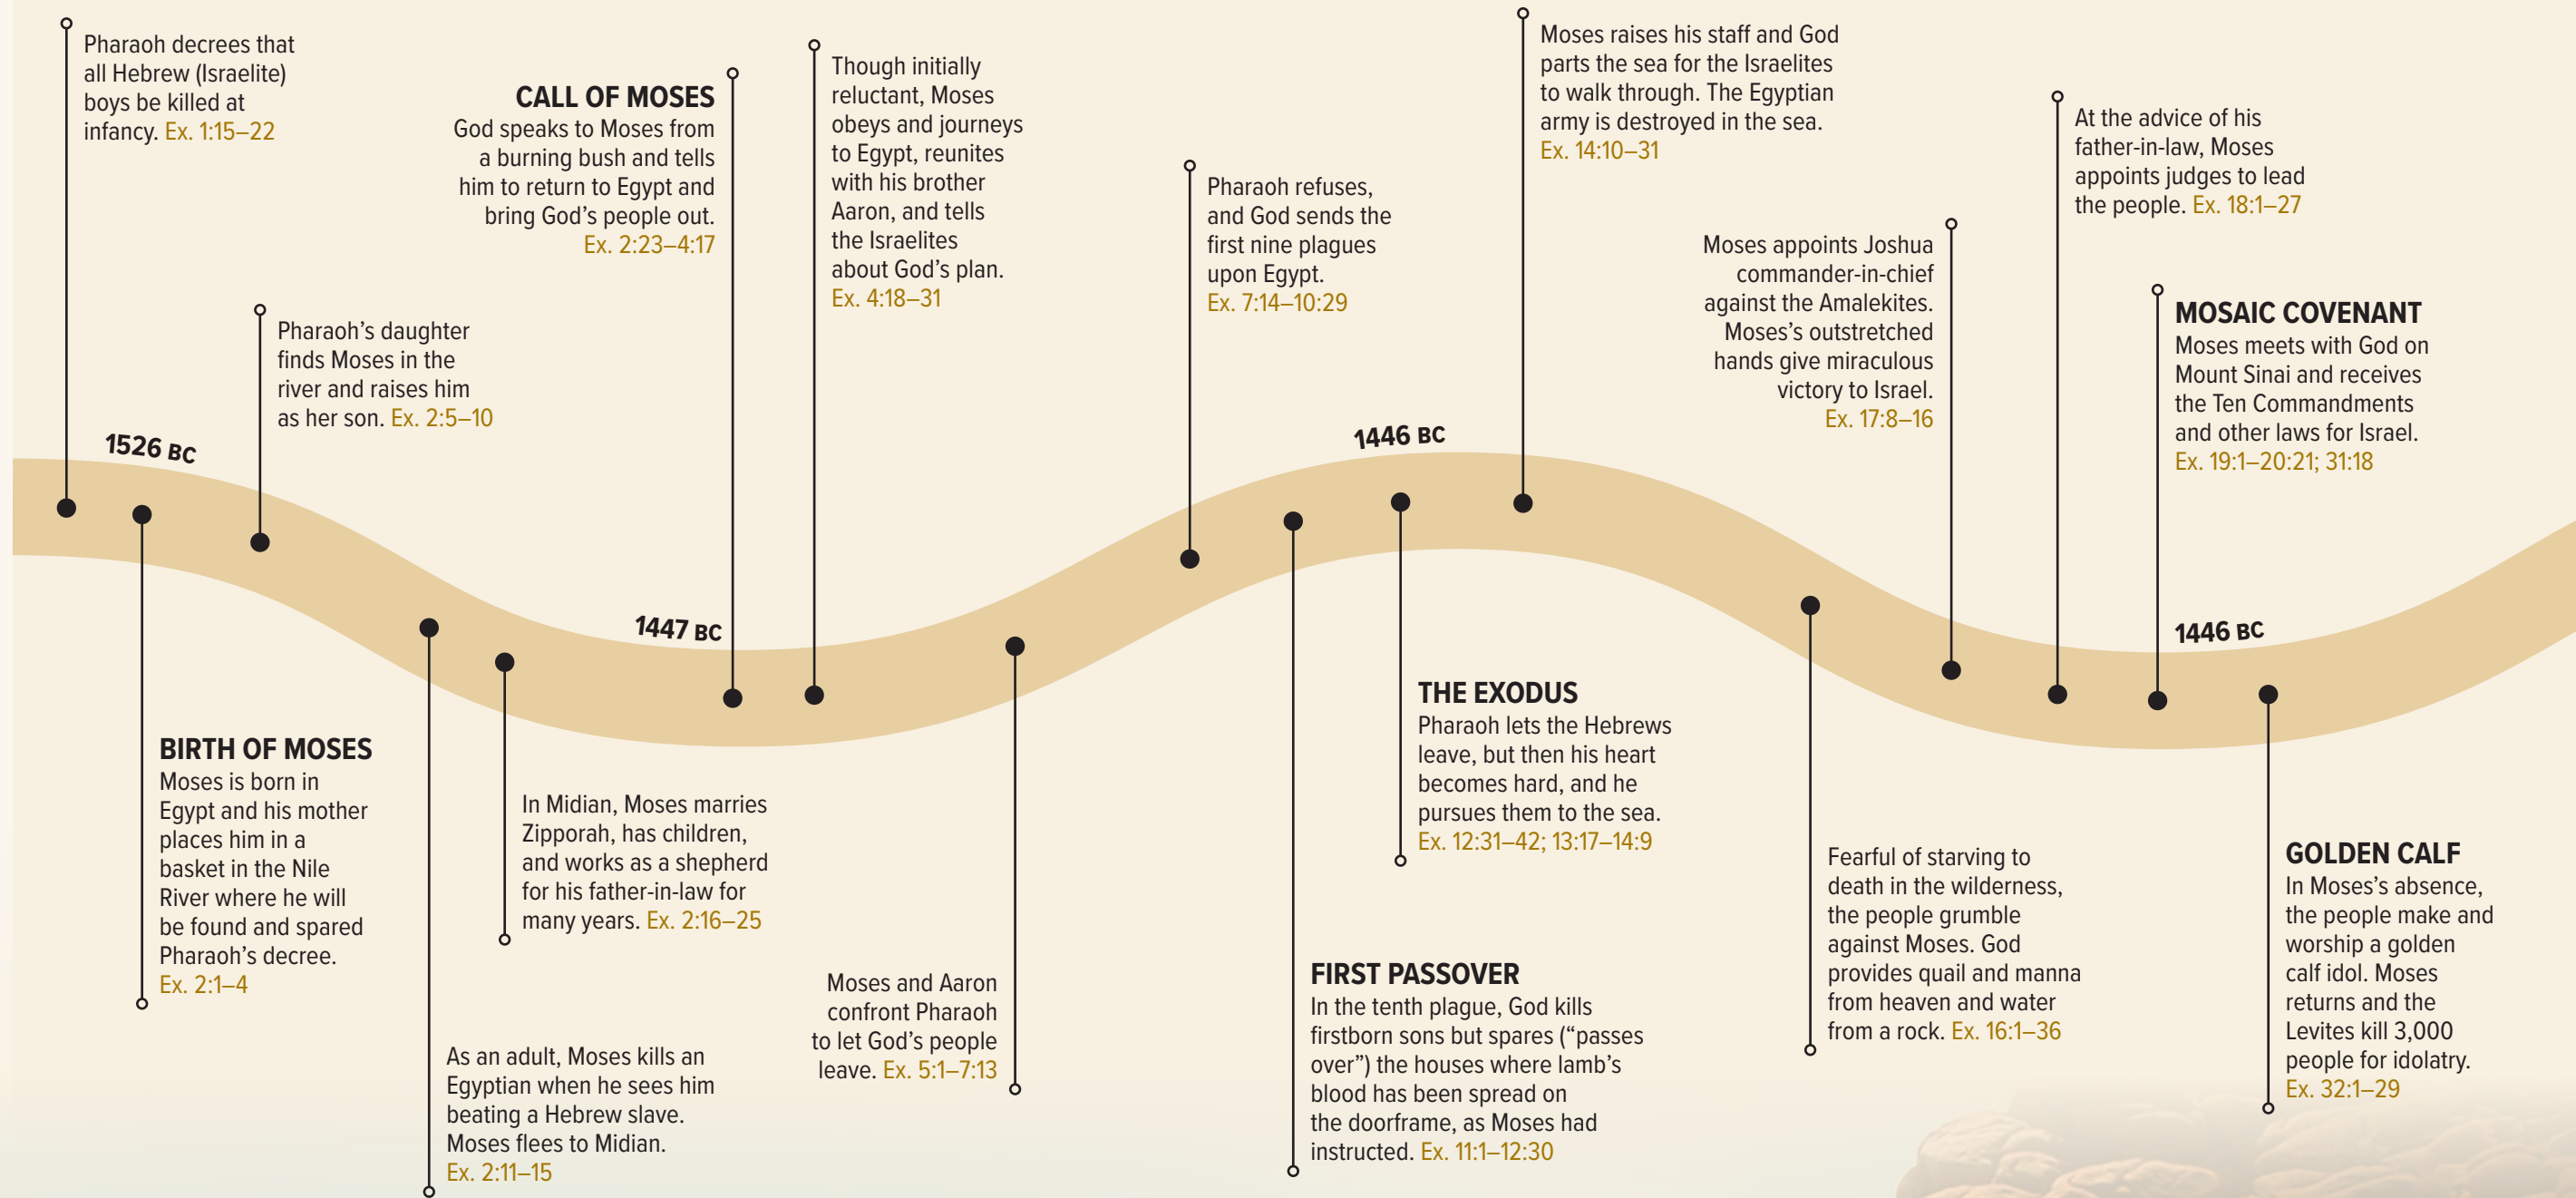 Pharaoh decrees that
all Hebrew (Israelite)
boys be killed at
infancy. Ex. 1:15–22
1526 BC
BIRTH OF MOSES
Moses is born in
Egypt and his mother
places him in a
basket in the Nile
River where he will
be found and spared
Pharaoh’s decree.
Ex. 2:1–4
Pharaoh’s daughter
finds Moses in the
river and raises him
as her son. Ex. 2:5–10
As an adult, Moses kills an
Egyptian when he sees him
beating a Hebrew slave.
Moses flees to Midian.
Ex. 2:11–15
In Midian, Moses marries
Zipporah, has children,
and works as a shepherd
for his father-in-law for
many years. Ex. 2:16–25
1447 BC
CALL OF MOSES
God speaks to Moses from
a burning bush and tells
him to return to Egypt and
bring God’s people out.
Ex. 2:23–4:17
Though initially
reluctant, Moses
obeys and journeys
to Egypt, reunites
with his brother
Aaron, and tells
the Israelites
about God’s plan.
Ex. 4:18–31
Moses and Aaron
confront Pharaoh
to let God’s people
leave. Ex. 5:1–7:13
Pharaoh refuses,
and God sends the
first nine plagues
upon Egypt.
Ex. 7:14–10:29
FIRST PASSOVER
In the tenth plague, God kills
firstborn sons but spares (“passes
over”) the houses where lamb’s
blood has been spread on
the doorframe, as Moses had
instructed. Ex. 11:1–12:30
1446 BC
THE EXODUS
Pharaoh lets the Hebrews
leave, but then his heart
becomes hard, and he
pursues them to the sea.
Ex. 12:31–42; 13:17–14:9
Moses raises his staff and God
parts the sea for the Israelites
to walk through. The Egyptian
army is destroyed in the sea.
Ex. 14:10–31
Fearful of starving to
death in the wilderness,
the people grumble
against Moses. God
provides quail and manna
from heaven and water
from a rock. Ex. 16:1–36
Moses appoints Joshua
commander-in-chief
against the Amalekites.
Moses’s outstretched
hands give miraculous
victory to Israel.
Ex. 17:8–16
At the advice of his
father-in-law, Moses
appoints judges to lead
the people. Ex. 18:1–27
MOSAIC COVENANT
Moses meets with God on
Mount Sinai and receives
the Ten Commandments
and other laws for Israel.
Ex. 19:1–20:21; 31:18
1446 BC
GOLDEN CALF
In Moses’s absence,
the people make and
worship a golden
calf idol. Moses
returns and the
Levites kill 3,000
people for idolatry.
Ex. 32:1–29